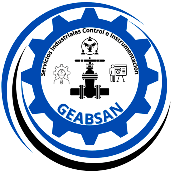 Servicios Industriales Control e Instrumentación
GEABSAN